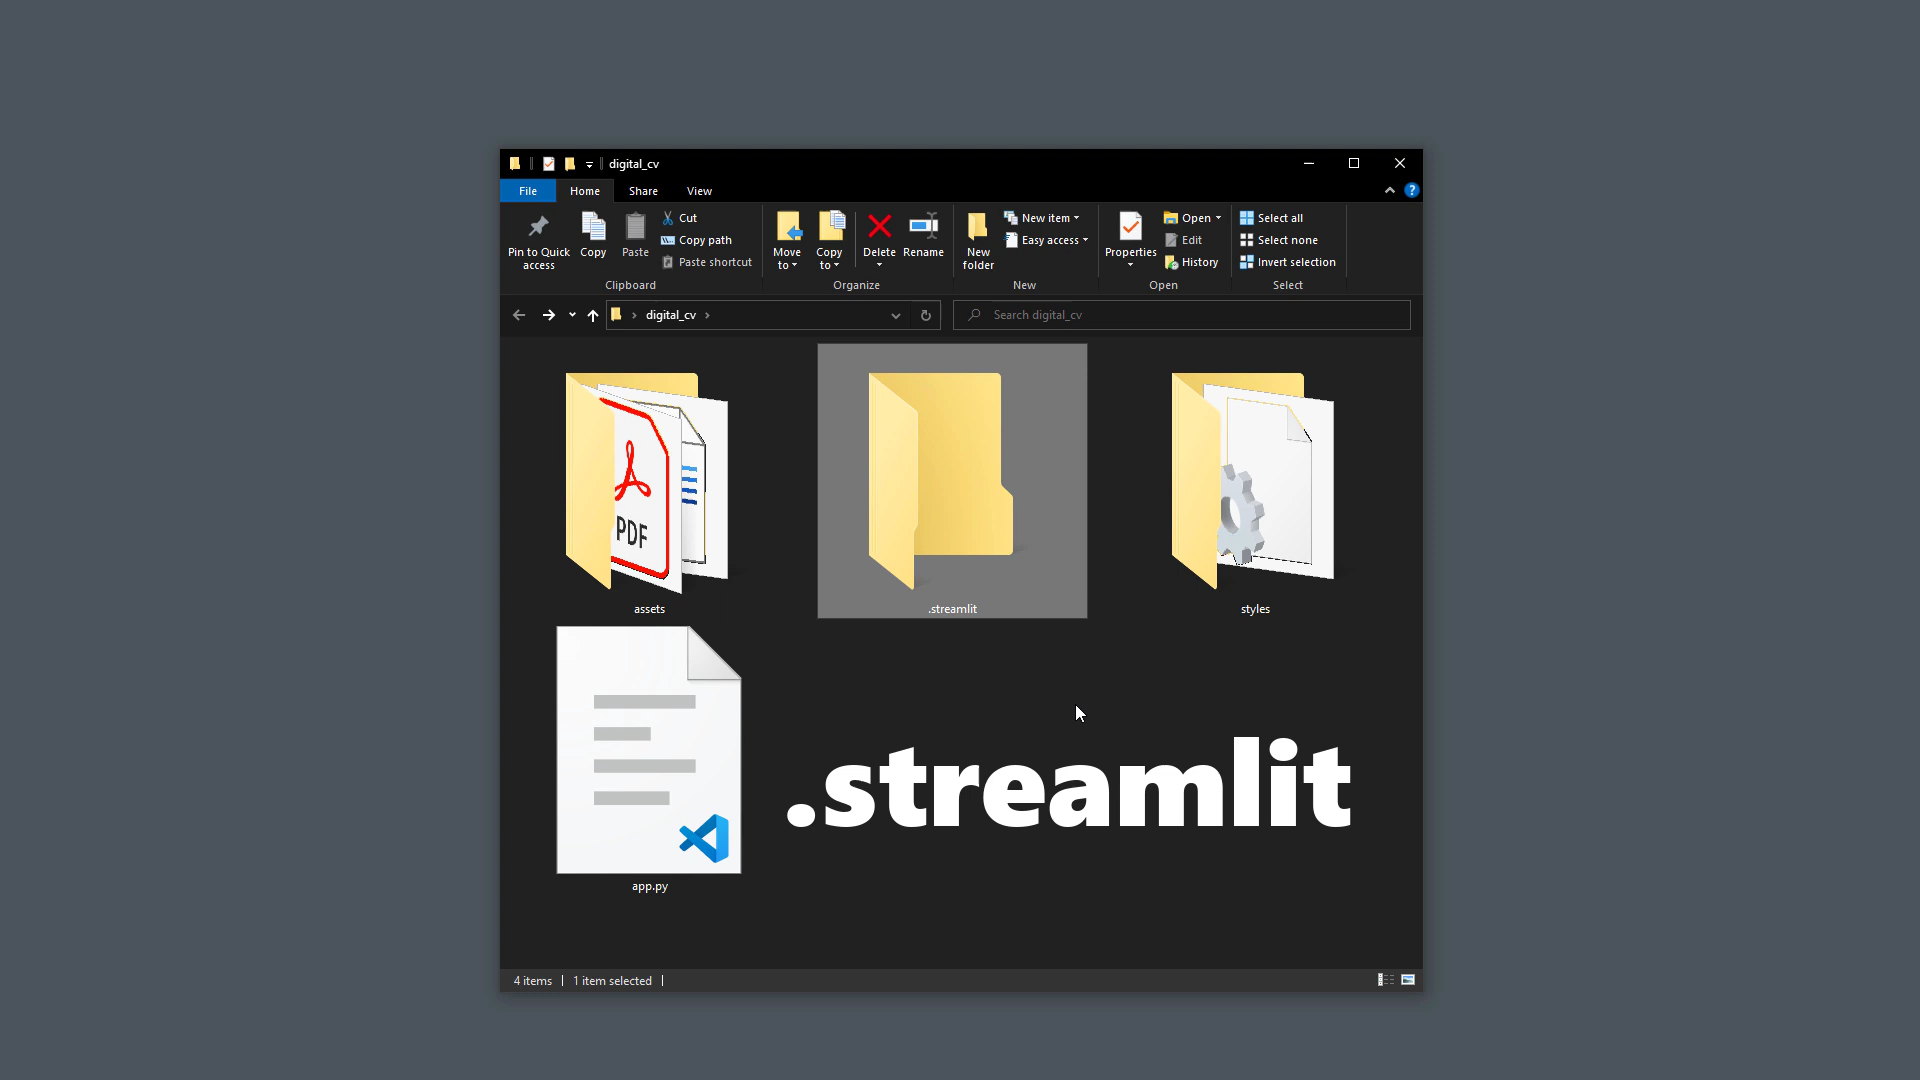 digital_cv
File Home Share View
?
Pin to Quick access
Copy
Paste
Cut
Copy path
Paste shortcut
Clipboard
Move to
Copy to
Delete
Rename
Organize
New folder
New item
Easy access
New
Properties
Open
Edit
History
Open
Select all
Select none
Invert selection
Select
digital_cv
Search digital_cv
PDF
assets
.streamlit
styles
.streamlit
app.py
4 items
1 item selected